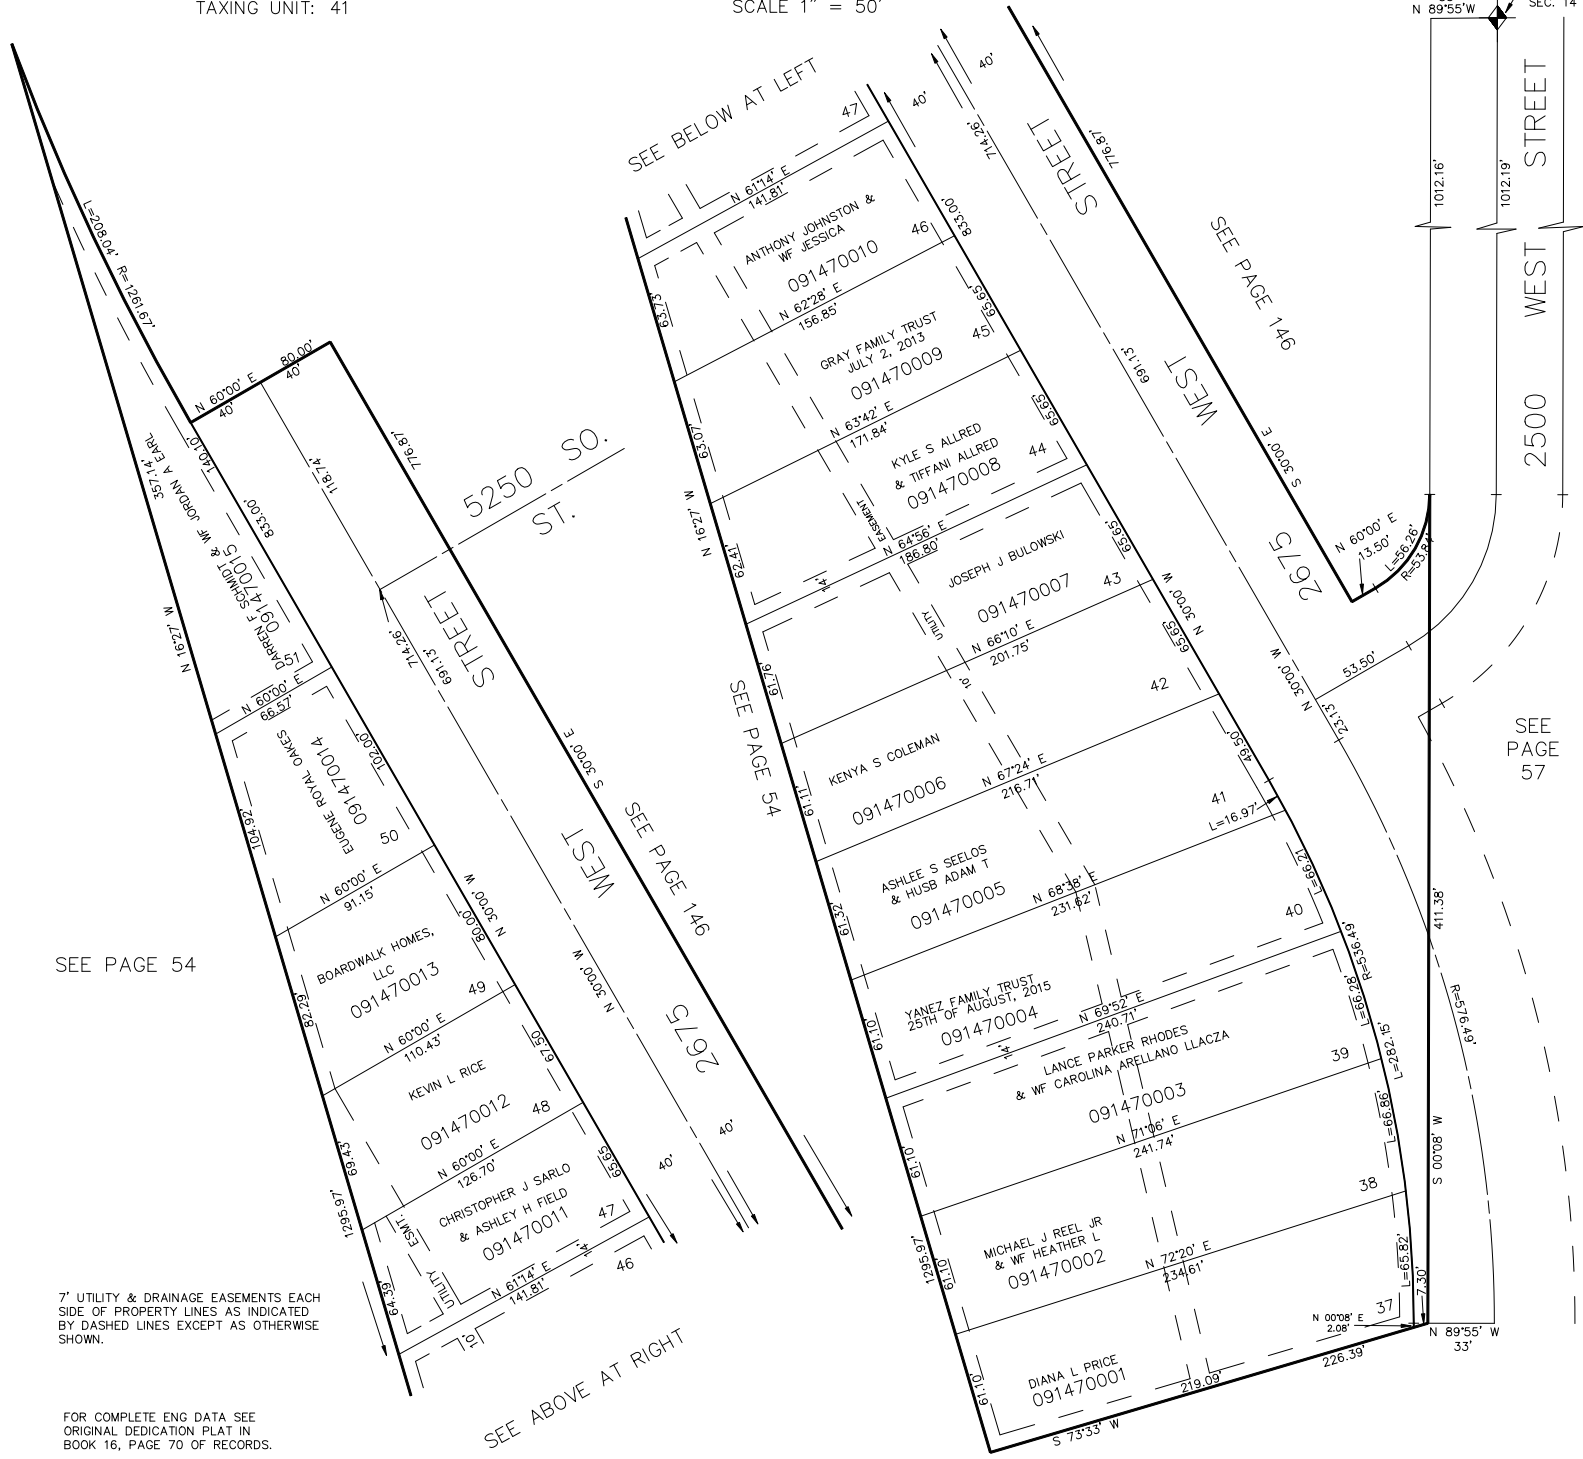 TAXING UNIT: 41
SCALE 1" = 50'
N 89°55' W
SEC. 14
SEE BELOW AT LEFT
40'
40'
714.26'
STREET
776.87'
1012.16'
1012.19'
STREET
WEST
2500
L=208.04' R=1261.67'
N 60°00' E
80.00'
40'
40'
776.87'
118.74'
357.14'
140.10'
833.00'
5250 SO.
ST.
DARREN F SCHMIDT & WF JORDAN A EARL
091470015
51
N 16°27' W
714.26'
691.13'
STREET
N 60°00' E
66.57'
EUGENE ROYAL OAKES
091470014
102.00'
50
104.92'
S 30°00' E
N 60°00' E
91.15'
N 30°00' W
80.00'
WEST
SEE PAGE 146
SEE PAGE 54
BOARDWALK HOMES,
LLC
091470013
49
82.29'
N 60°00' E
110.43'
67.50
N 30°00' W
2675
KEVIN L RICE
091470012
48
69.43'
N 60°00' E
126.70'
65.65
40'
40'
1295.97'
CHRISTOPHER J SARLO
& ASHLEY H FIELD
091470011
47
UTILITY ESMT.
64.39'
N 61°14' E
141.81'
14'
46
10'
7' UTILITY & DRAINAGE EASEMENTS EACH
SIDE OF PROPERTY LINES AS INDICATED
BY DASHED LINES EXCEPT AS OTHERWISE
SHOWN.
SEE ABOVE AT RIGHT
FOR COMPLETE ENG DATA SEE
ORIGINAL DEDICATION PLAT IN
BOOK 16, PAGE 70 OF RECORDS.
47
N 61°14' E
141.81'
ANTHONY JOHNSTON &
WF JESSICA
091470010
46
833.00'
63.73'
N 62°28' E
156.85'
65.65'
GRAY FAMILY TRUST
JULY 2, 2013
091470009
45
63.07'
N 63°42' E
171.84'
65.65'
KYLE S ALLRED
& TIFFANI ALLRED
091470008
44
N 16°27' W
62.41'
EASEMENT
14'
N 64°56' E
186.80'
65.65'
JOSEPH J BULOWSKI
091470007
43
UTILITY
61.76'
N 66°10' E
201.75'
10'
N 30°00' W
65.65'
42
SEE PAGE 54
KENYA S COLEMAN
091470006
61.11'
N 67°24' E
216.71'
49.50'
41
L=16.97'
ASHLEE S SEELOS
& HUSB ADAM T
091470005
61.32'
N 68°38' E
231.62'
L=66.21
40
YANEZ FAMILY TRUST
25TH OF AUGUST, 2015
091470004
61.10'
N 69°52' E
240.71'
14'
R=536.49'
L=66.28'
LANCE PARKER RHODES
& WF CAROLINA ARELLANO LLACZA
091470003
39
61.10'
N 71°06' E
241.74'
L=282.15'
L=66.86'
38
MICHAEL J REEL JR
& WF HEATHER L
091470002
1295.97'
61.10'
N 72°20' E
234.61'
L=65.82'
7.30'
37
N 00°08' E
2.08'
DIANA L PRICE
091470001
61.10'
219.09'
226.39'
S 73°33' W
N 89°55' W
33'
691.13'
WEST
SEE PAGE 146
S 30°00' E
2675
N 60°00' E
13.50'
L=56.26'
R=53.84'
N 30°00' W
53.50'
23.13'
SEE
PAGE
57
411.38'
R=579.49'
S 00°08' W